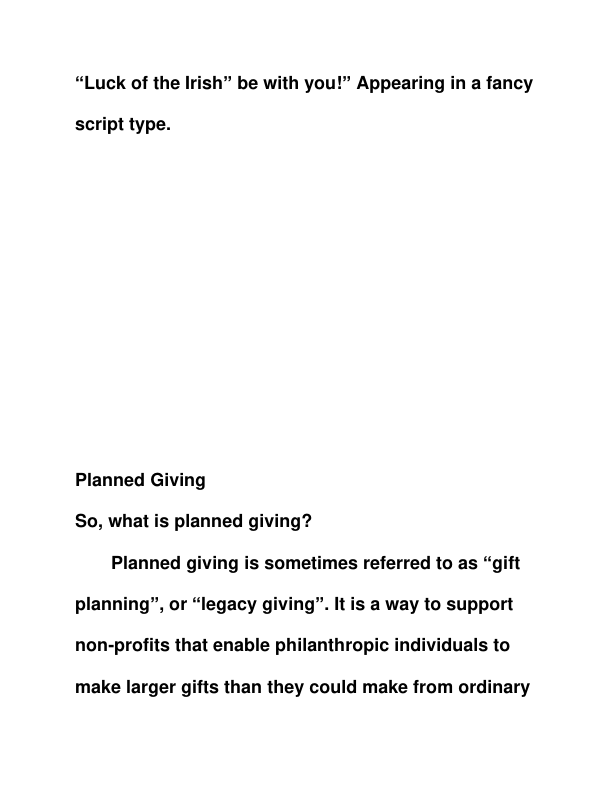 “Luck of the Irish” be with you!” Appearing in a fancy
script type.
Planned Giving
So, what is planned giving?
Planned giving is sometimes referred to as “gift
planning”, or “legacy giving”. It is a way to support
non-profits that enable philanthropic individuals to
make larger gifts than they could make from ordinary